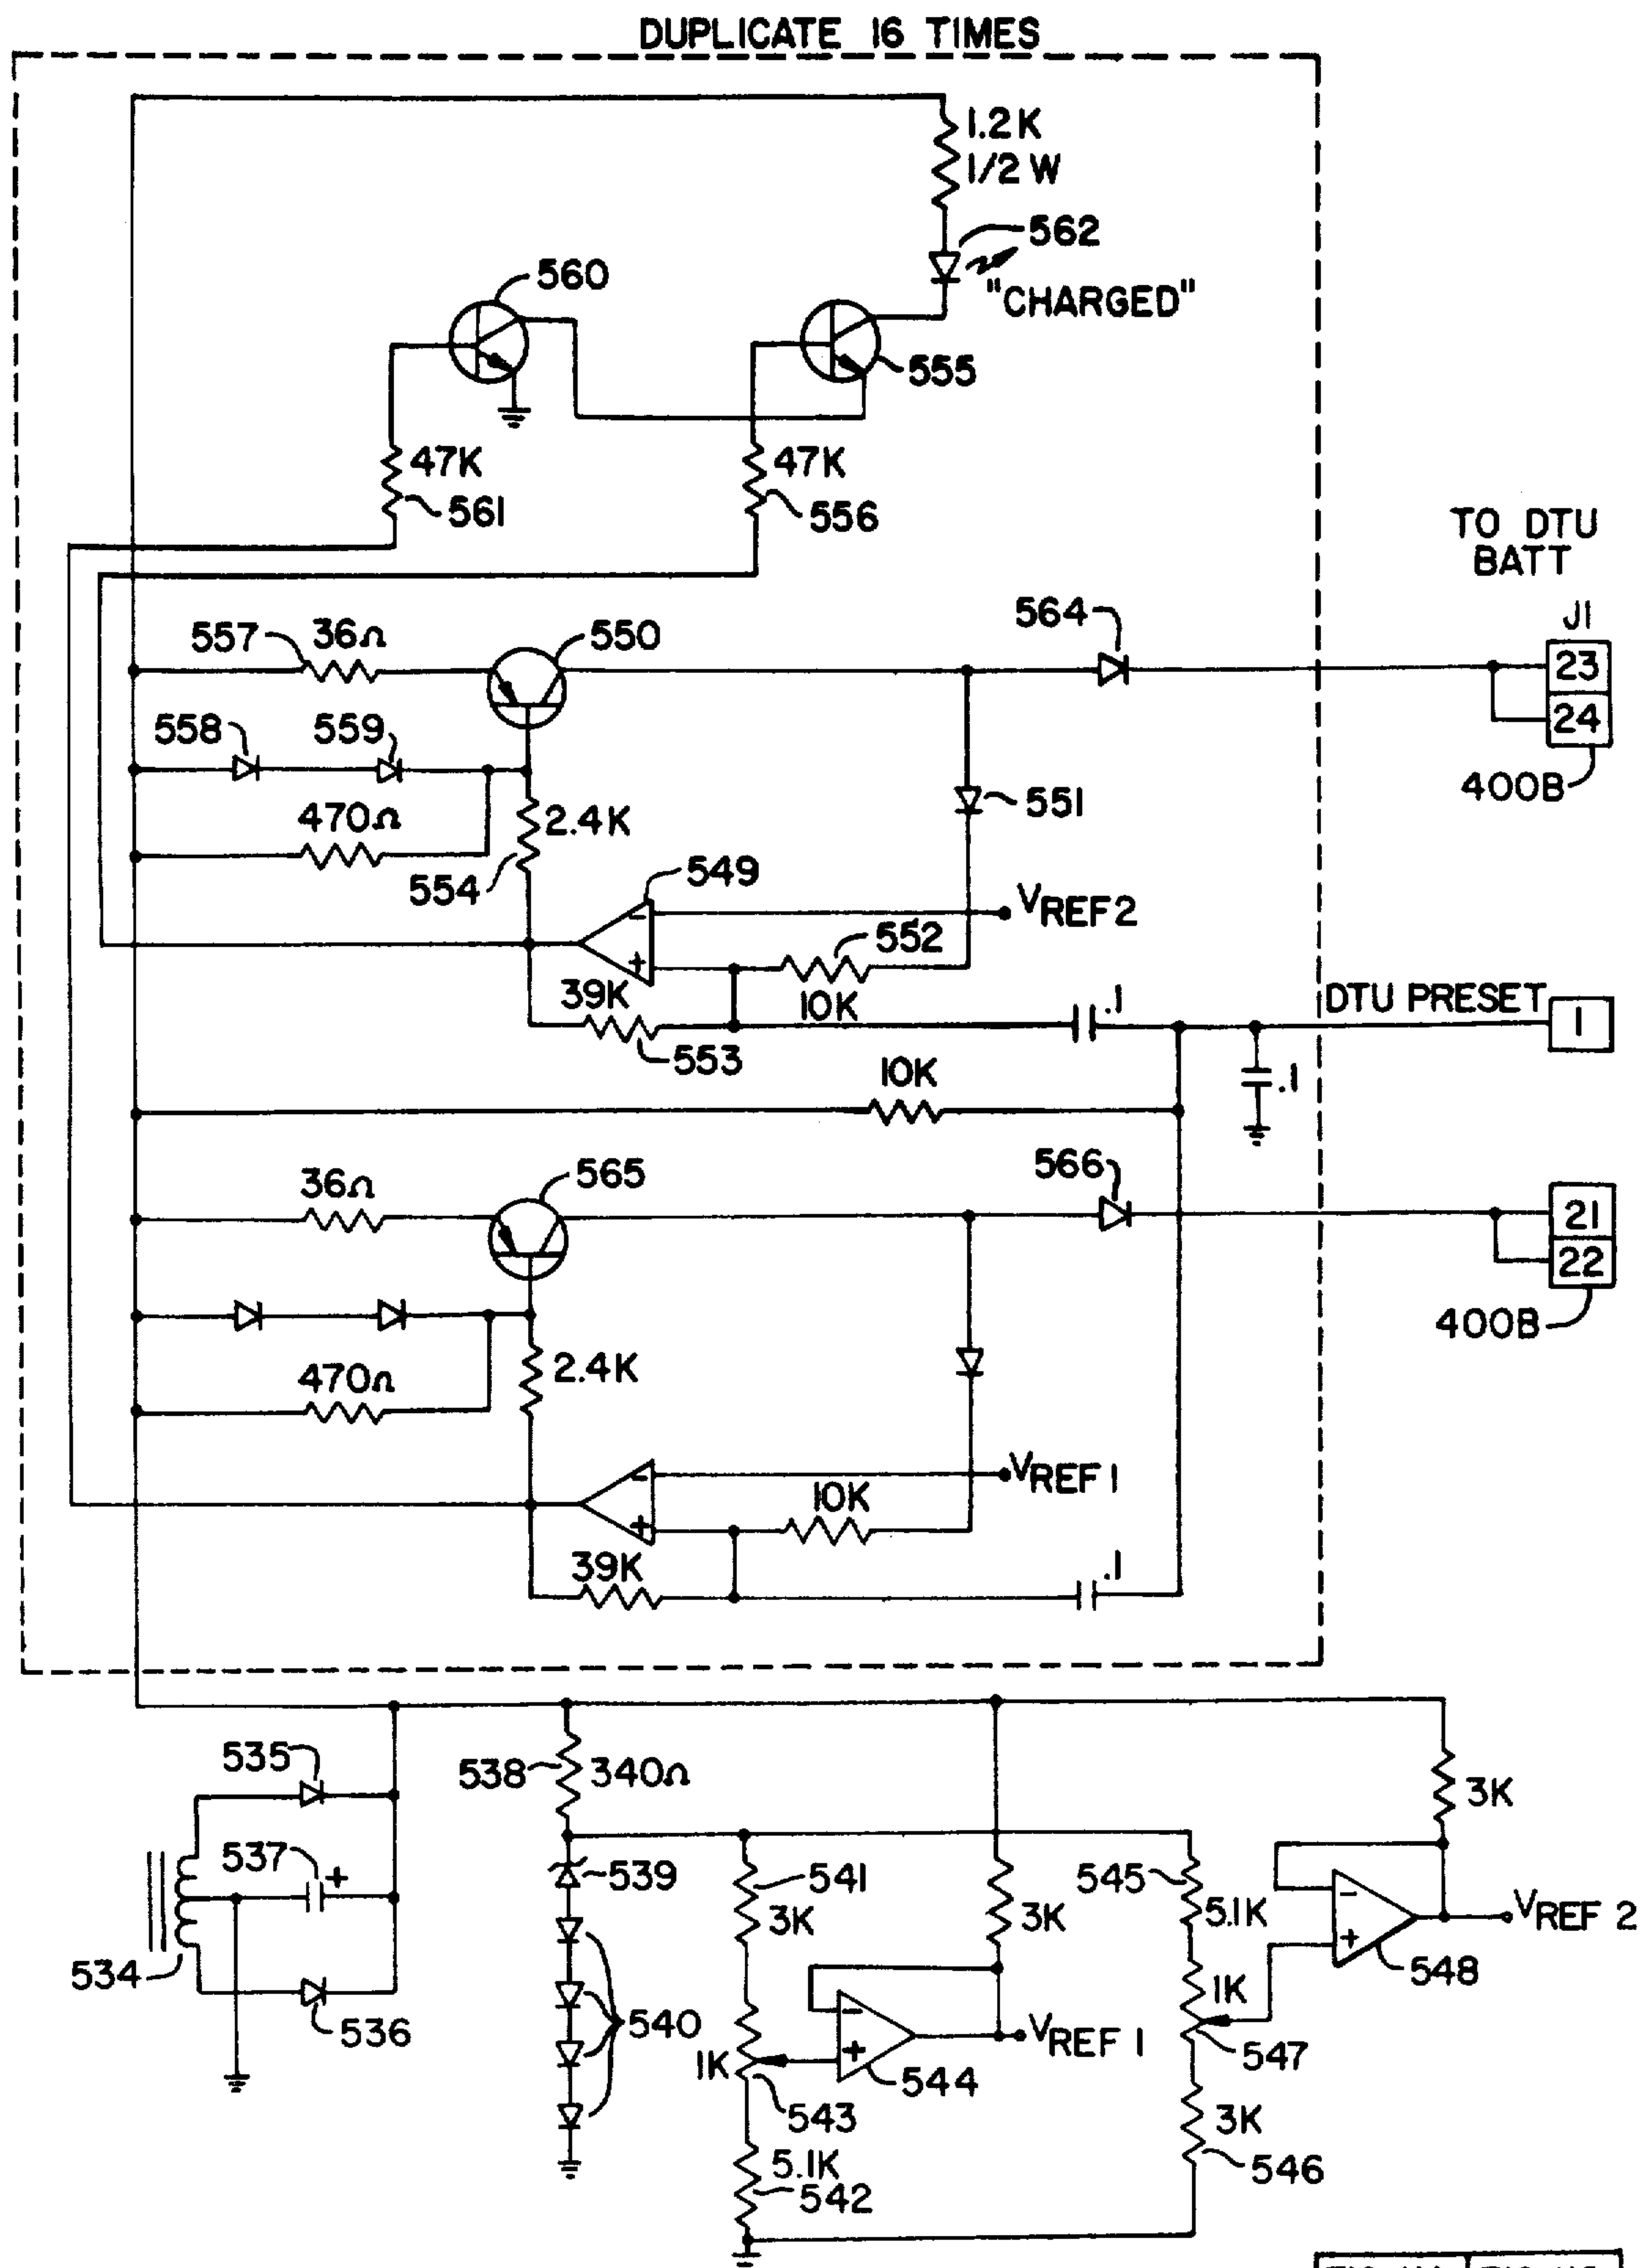 DUPLICATE 16 TIMES
1.2K
1/2 W
562
"CHARGED"
560
555
47K
561
47K
556
TO DTU
BATT
J1
23
24
400B
564
557
36Ω
550
558
559
470Ω
2.4K
554
551
549
-
+
VREF2
552
10K
39K
553
.1
DTU PRESET
1
.1
10K
36Ω
565
566
21
22
400B
470Ω
2.4K
-
+
VREF1
10K
39K
.1
535
537
+
534
536
538
340Ω
539
540
541
3K
1K
543
5.1K
542
3K
-
+
544
VREF1
545
5.1K
1K
547
3K
546
3K
-
+
548
VREF 2